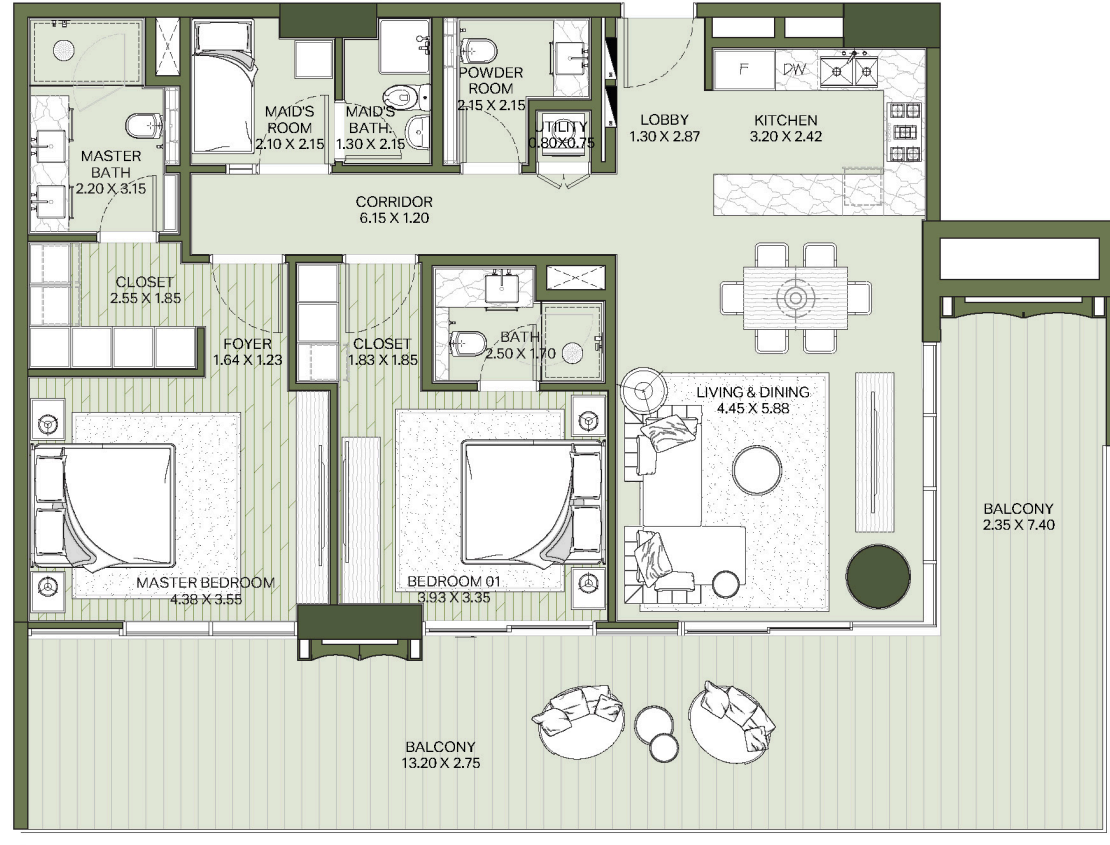 POWDER
ROOM
2.15 X 2.15
F
DW
MAID'S
ROOM
2.10 X 2.15
MAID'S
BATH.
1.30 X 2.15
UTILITY
0.80X0.75
LOBBY
1.30 X 2.87
KITCHEN
3.20 X 2.42
MASTER
BATH
2.20 X 3.15
CORRIDOR
6.15 X 1.20
CLOSET
2.55 X 1.85
FOYER
1.64 X 1.23
CLOSET
1.83 X 1.85
BATH
2.50 X 1.70
LIVING & DINING
4.45 X 5.88
BALCONY
2.35 X 7.40
MASTER BEDROOM
4.38 X 3.55
BEDROOM 01
3.93 X 3.35
BALCONY
13.20 X 2.75